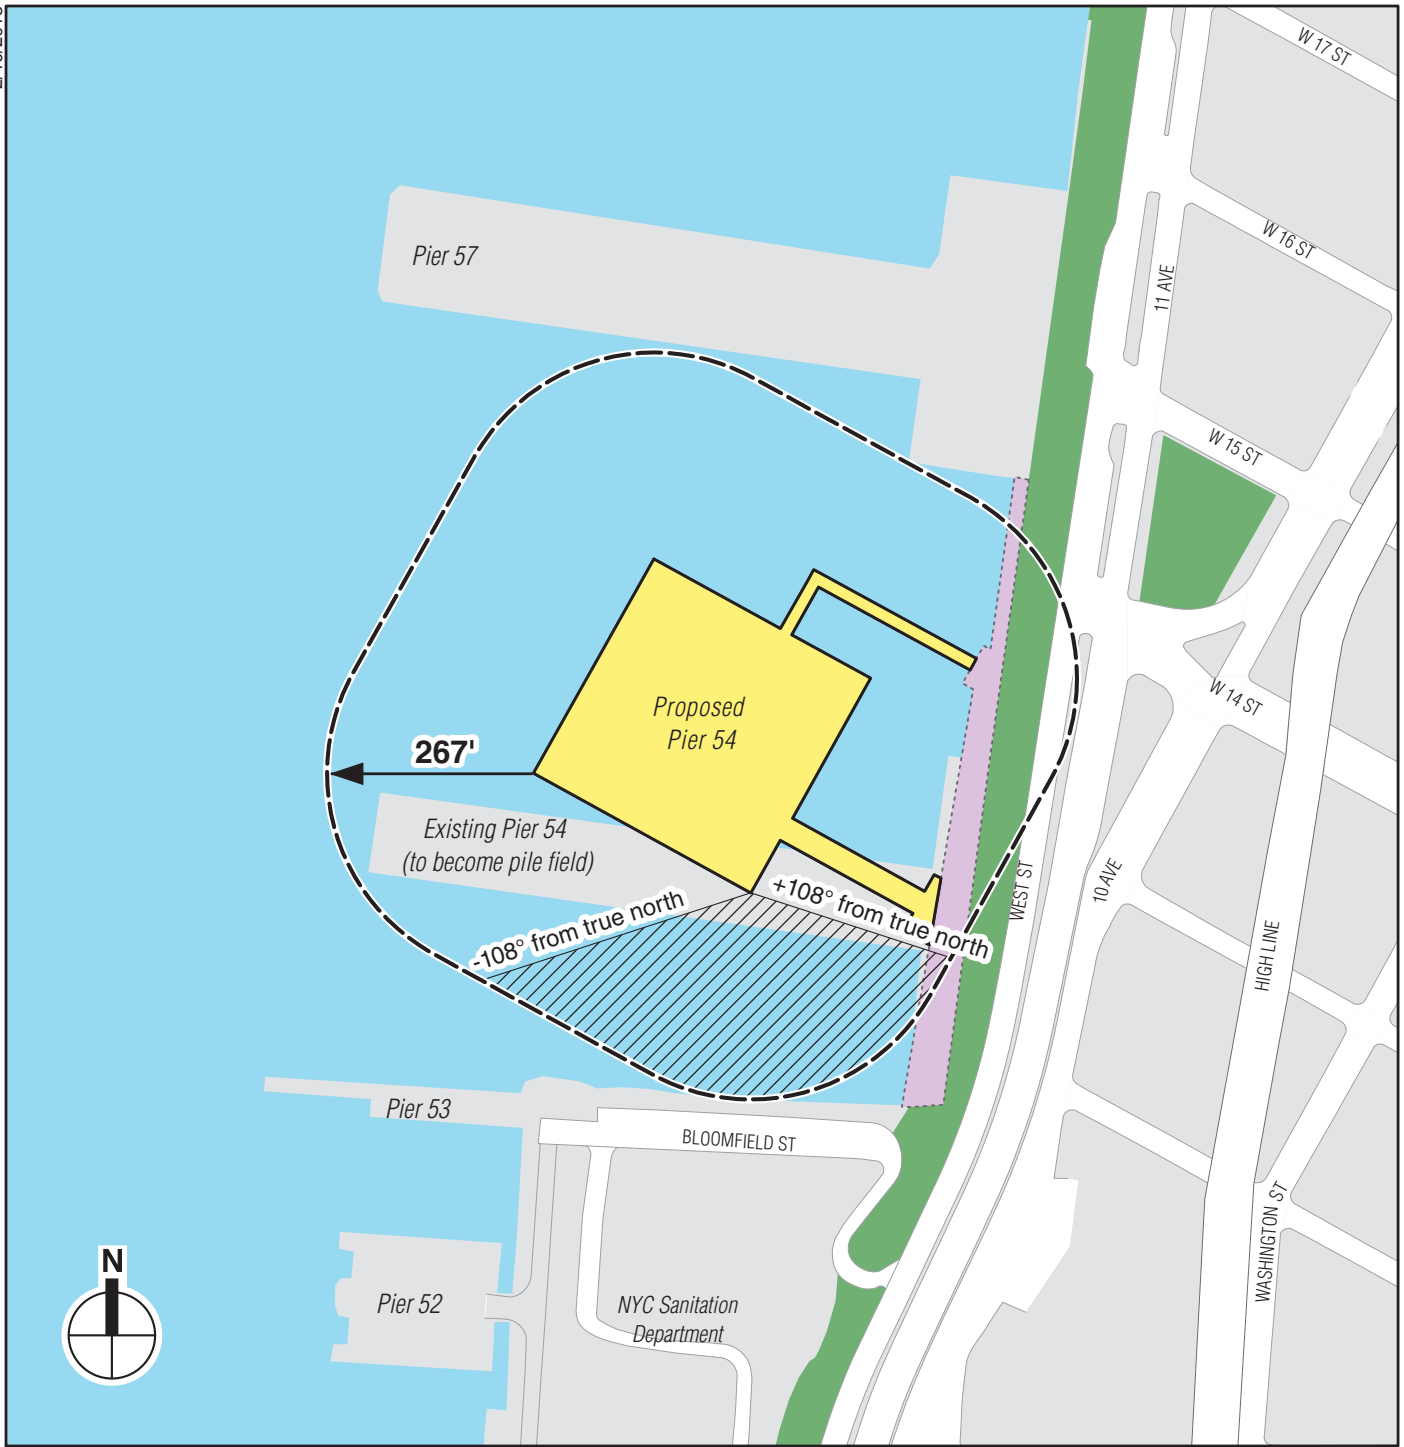 W 17 ST
W 16 ST
Pier 57
11 AVE
W 15 ST
W 14 ST
Proposed
Pier 54
267'
Existing Pier 54
(to become pile field)
+108° from true north
-108° from true north
WEST ST
10 AVE
HIGH LINE
Pier 53
BLOOMFIELD ST
WASHINGTON ST
N
Pier 52
NYC Sanitation
Department